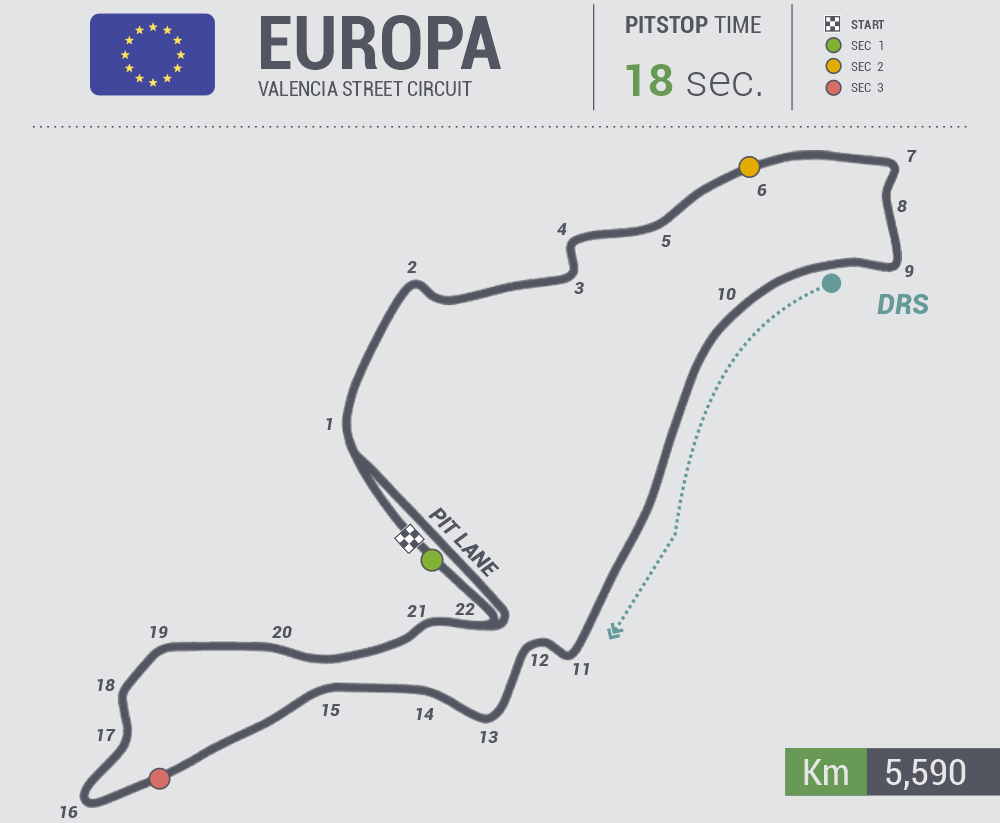 EUROPA
VALENCIA STREET CIRCUIT
PITSTOP TIME
18 sec.
START
SEC 1
SEC 2
SEC 3
7
6
8
4
5
2
9
3
10
DRS
1
PIT LANE
21
22
19
20
12
11
18
15
14
17
13
16
Km 5,590